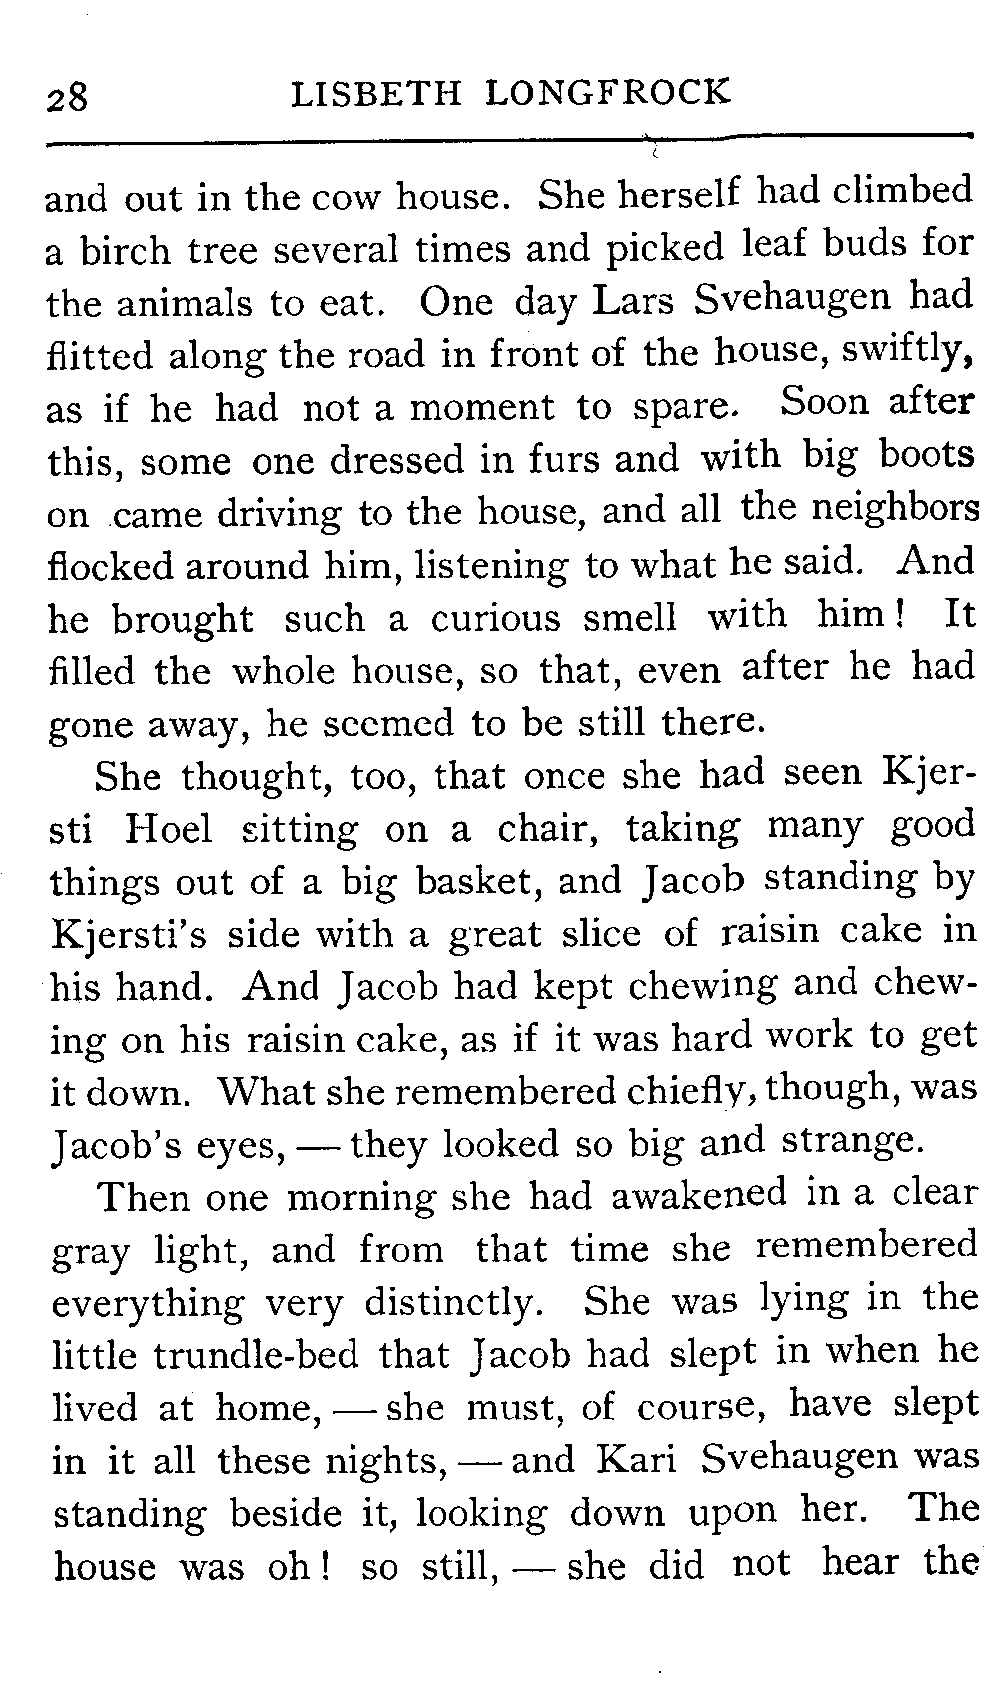 28 LISBETH LONGFROCK
and out in the cow house. She herself had climbed
a birch tree several times and picked leaf buds for
the animals to eat. One day Lars Svehaugen had
flitted along the road in front of the house, swiftly,
as if he had not a moment to spare. Soon after
this, some one dressed in furs and with big boots
on came driving to the house, and all the neighbors
flocked around him, listening to what he said. And
he brought such a curious smell with him! It
filled the whole house, so that, even after he had
gone away, he seemed to be still there.
She thought, too, that once she had seen Kjer-
sti Hoel sitting on a chair, taking many good
things out of a big basket, and Jacob standing by
Kjersti's side with a great slice of raisin cake in
his hand. And Jacob had kept chewing and chew-
ing on his raisin cake, as if it was hard work to get
it down. What she remembered chiefly, though, was
Jacob's eyes, — they looked so big and strange.
Then one morning she had awakened in a clear
gray light, and from that time she remembered
everything very distinctly. She was lying in the
little trundle-bed that Jacob had slept in when he
lived at home, — she must, of course, have slept
in it all these nights, — and Kari Svehaugen was
standing beside it, looking down upon her. The
house was oh! so still, — she did not hear the